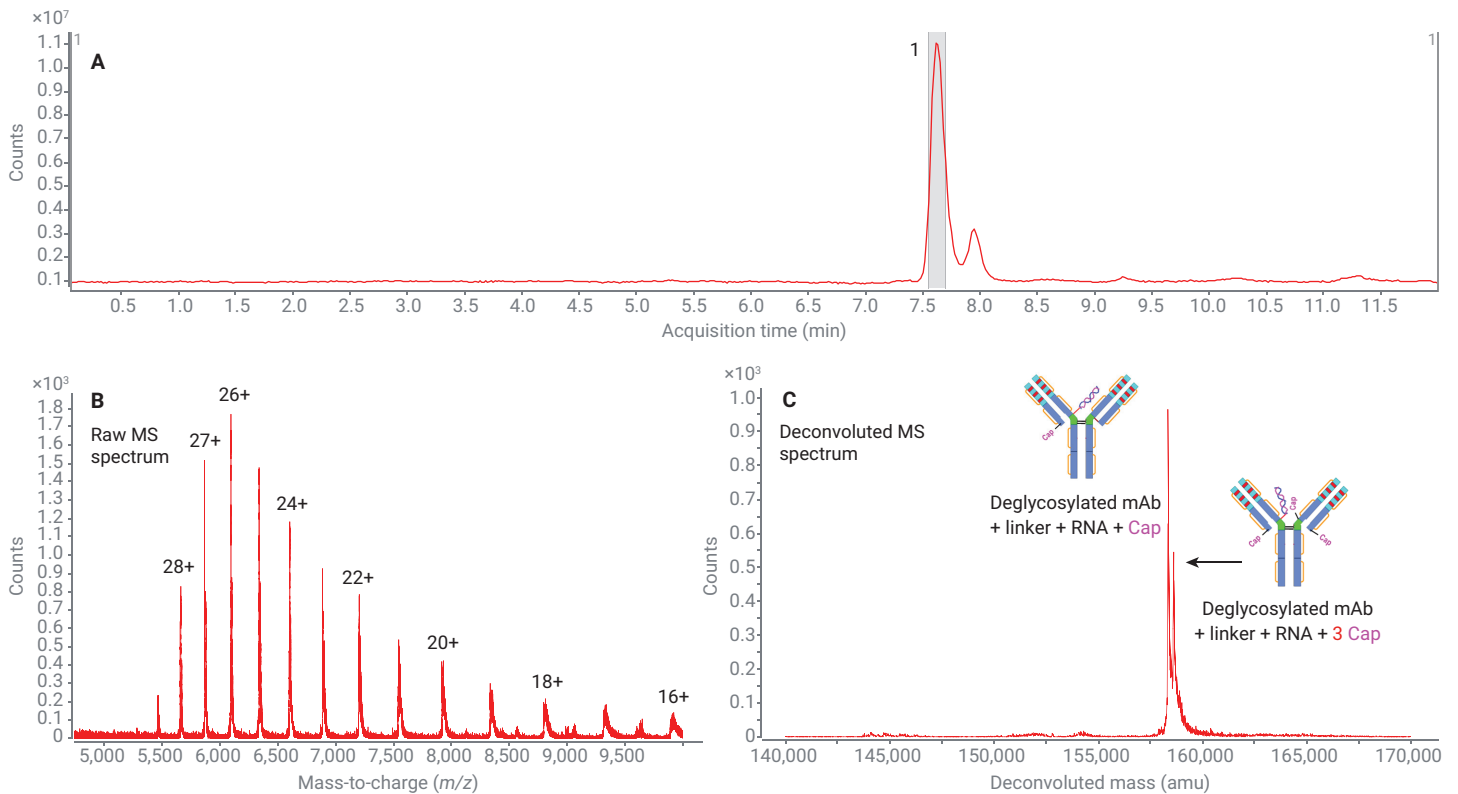 ×10⁷
1.1
1.0
0.9
0.8
0.7
0.6
0.5
0.4
0.3
0.2
0.1
Counts
A
1
1
1
0.5 1.0 1.5 2.0 2.5 3.0 3.5 4.0 4.5 5.0 5.5 6.0 6.5 7.0 7.5 8.0 8.5 9.0 9.5 10.0 10.5 11.0 11.5
Acquisition time (min)
×10³
1.8
1.7
1.6
1.5
1.4
1.3
1.2
1.1
1.0
0.9
0.8
0.7
0.6
0.5
0.4
0.3
0.2
0.1
0
Counts
B
Raw MS
spectrum
28+
27+
26+
24+
22+
20+
18+
16+
5,000 5,500 6,000 6,500 7,000 7,500 8,000 8,500 9,000 9,500
Mass-to-charge (m/z)
×10³
1.0
0.9
0.8
0.7
0.6
0.5
0.4
0.3
0.2
0.1
0
Counts
C
Deconvoluted MS
spectrum
Cap
Deglycosylated mAb
+ linker + RNA + Cap
Cap
Cap
Cap
Deglycosylated mAb
+ linker + RNA + 3 Cap
140,000 145,000 150,000 155,000 160,000 165,000 170,000
Deconvoluted mass (amu)